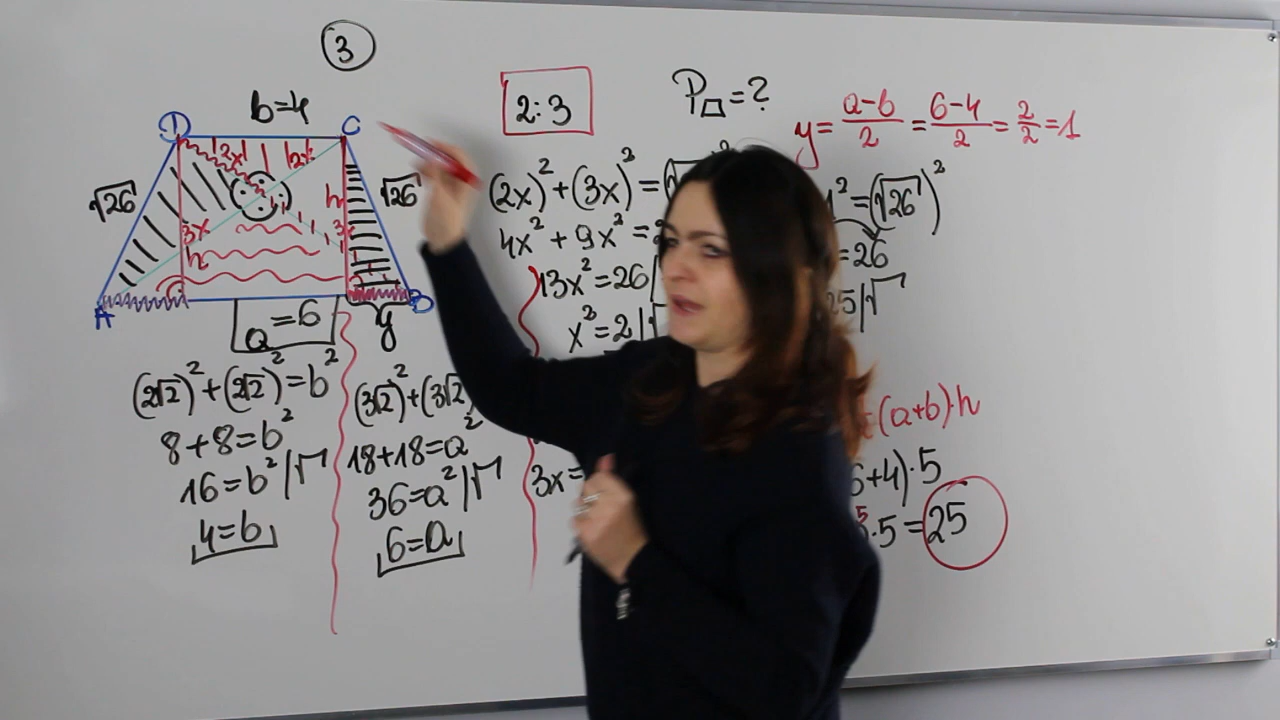 3
b=4
D
C
2x
2x
√26
√26
3x
h
h
3
A
B
a=6
y
2:3
P▱=?
y=(a-b)/2=(6-4)/2=2/2=1
(2x)²+(3x)²=(√
4x²+9x²=
13x²=26|
x²=2|√
3x=
1²=(√26)²
=26
25|√
(a+b)·h
6+4)·5
5
·5=25
(2√2)²+(2√2)²=b²
8+8=b²
16=b²|√
4=b
(3√2)²+(3√2
18+18=a²
36=a²|√
6=a